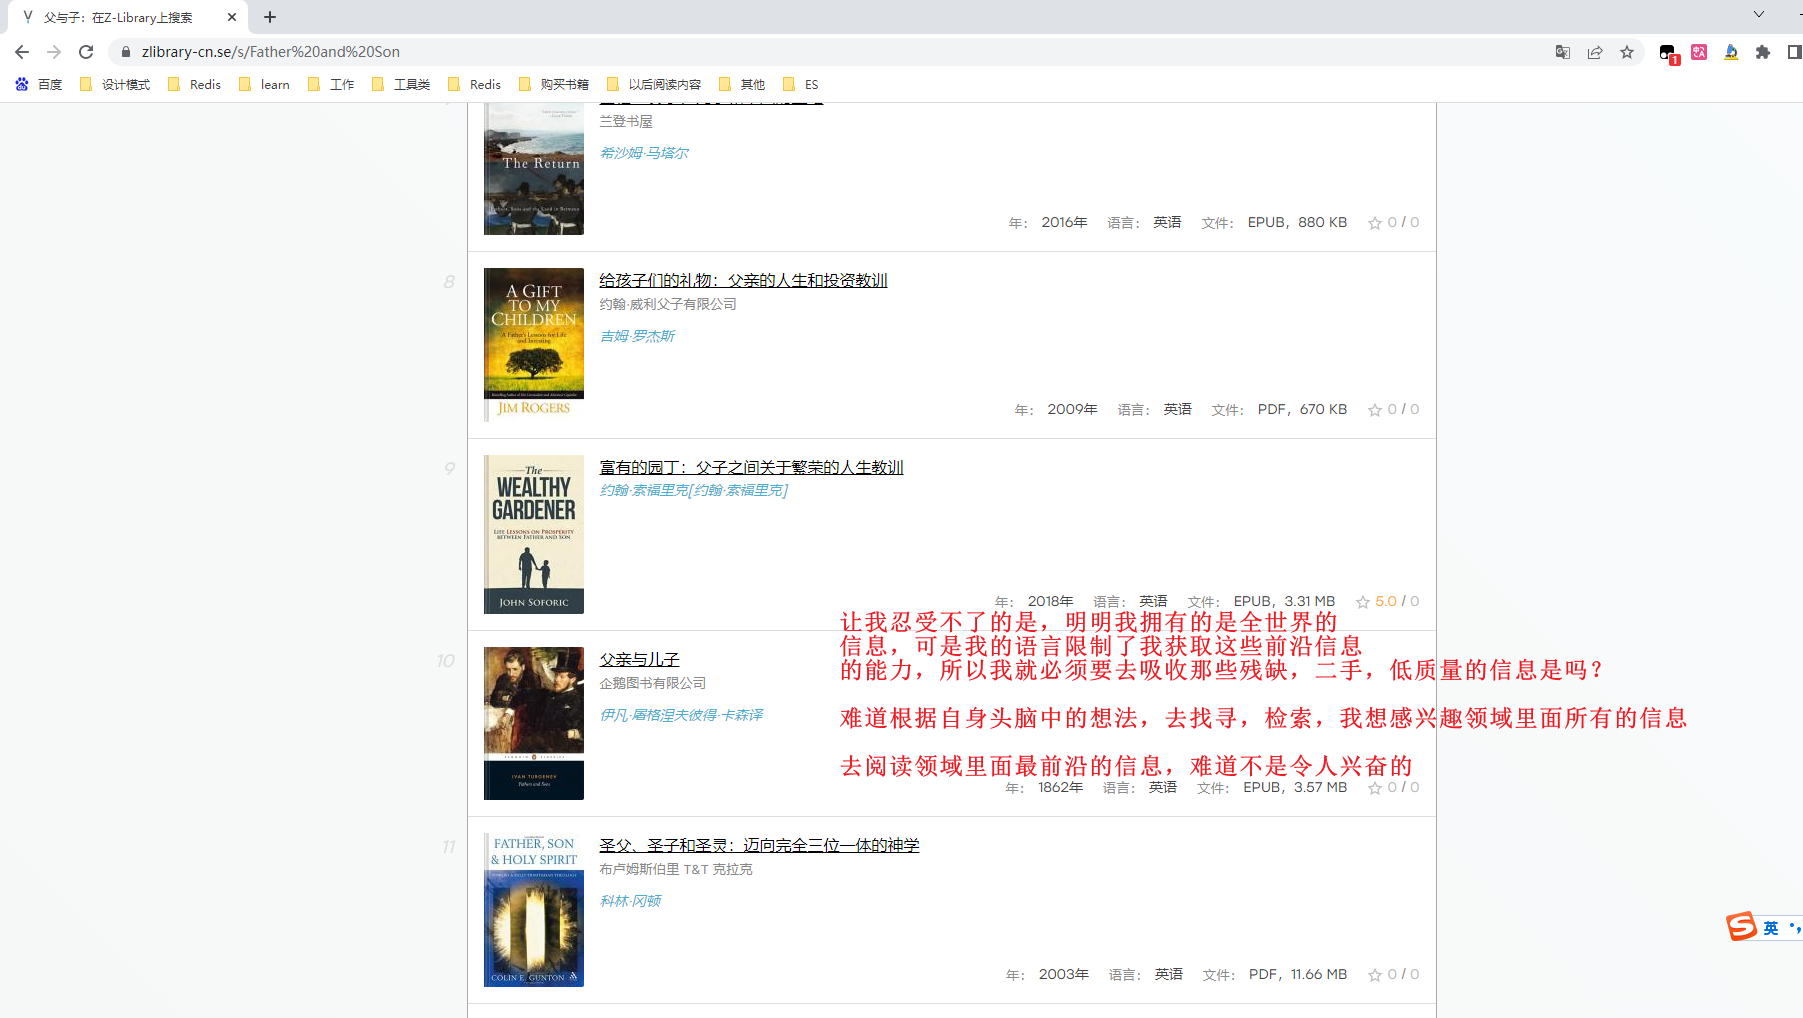 父与子：在Z-Library上搜索
zlibrary-cn.se/s/Father%20and%20Son
1
百度 设计模式 Redis learn 工作 工具类 Redis 购买书籍 以后阅读内容 其他 ES
The Return
兰登书屋
希沙姆·马塔尔
年： 2016年 语言： 英语 文件： EPUB，880 KB 0 / 0
8
A GIFT
TO MY
CHILDREN
A Father's Lessons for Life
and Investing
JIM ROGERS
给孩子们的礼物：父亲的人生和投资教训
约翰·威利父子有限公司
吉姆·罗杰斯
年： 2009年 语言： 英语 文件： PDF，670 KB 0 / 0
9
The
WEALTHY
GARDENER
LIFE LESSONS ON PROSPERITY
BETWEEN FATHER AND SON
JOHN SOFORIC
富有的园丁：父子之间关于繁荣的人生教训
约翰·索福里克[约翰·索福里克]
年： 2018年 语言： 英语 文件： EPUB，3.31 MB 5.0 / 0
让我忍受不了的是，明明我拥有的是全世界的
信息，可是我的语言限制了我获取这些前沿信息
的能力，所以我就必须要去吸收那些残缺，二手，低质量的信息是吗？
难道根据自身头脑中的想法，去找寻，检索，我想感兴趣领域里面所有的信息
去阅读领域里面最前沿的信息，难道不是令人兴奋的
10
IVAN TURGENEV
Fathers and Sons
父亲与儿子
企鹅图书有限公司
伊凡·屠格涅夫彼得·卡森译
年： 1862年 语言： 英语 文件： EPUB，3.57 MB 0 / 0
11
FATHER, SON
& HOLY SPIRIT
COLIN E. GUNTON
圣父、圣子和圣灵：迈向完全三位一体的神学
布卢姆斯伯里 T&T 克拉克
科林·冈顿
年： 2003年 语言： 英语 文件： PDF，11.66 MB 0 / 0
英